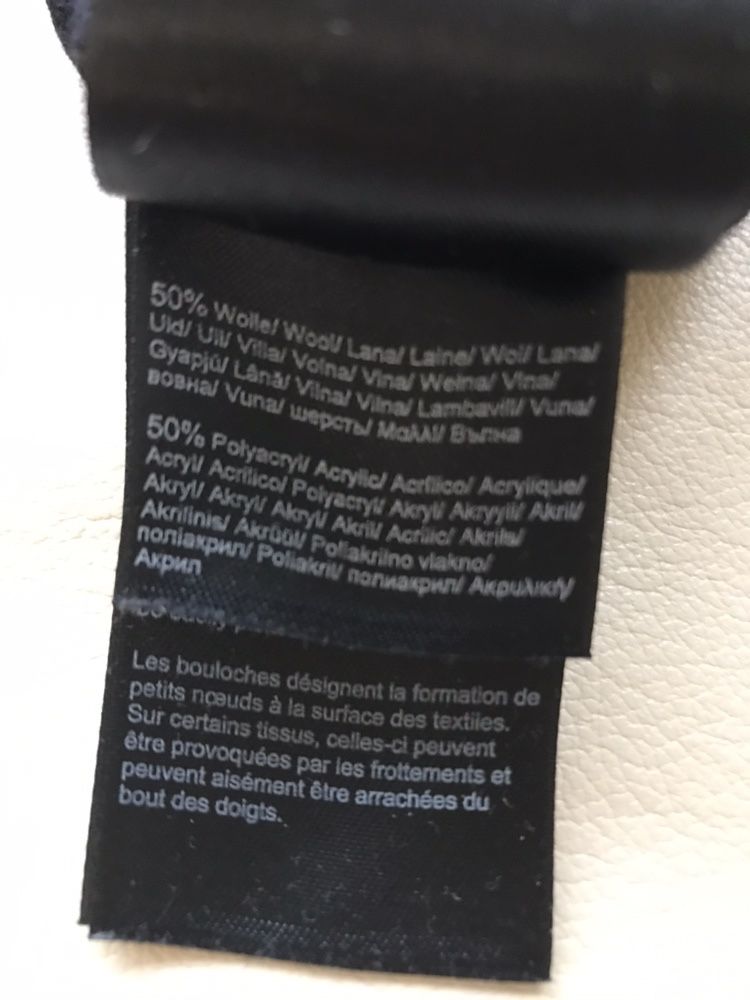 50% Wolle/ Wool/ Lana/ Laine/ Wol/ Lana/
Uld/ Ull/ Villa/ Volna/ Vlna/ Wełna/ Vlna/
Gyapjú/ Lână/ Vilna/ Vilna/ Lambavill/ Vuna/
вовна/ Vuna/ шерсть/ Μαλλί/ Вълна
50% Polyacryl/ Acrylic/ Acrílico/ Acrylique/
Acryl/ Acrílico/ Polyacryl/ Akryl/ Akryyli/ Akril/
Akryl/ Akryl/ Akryl/ Akril/ Acrilic/ Akrils/
Akrilinis/ Akrüül/ Poliakrilno vlakno/
поліакрил/ Poliakril/ полиакрил/ Ακρυλική/
Акрил
Les bouloches désignent la formation de
petits nœuds à la surface des textiles.
Sur certains tissus, celles-ci peuvent
être provoquées par les frottements et
peuvent aisément être arrachées du
bout des doigts.